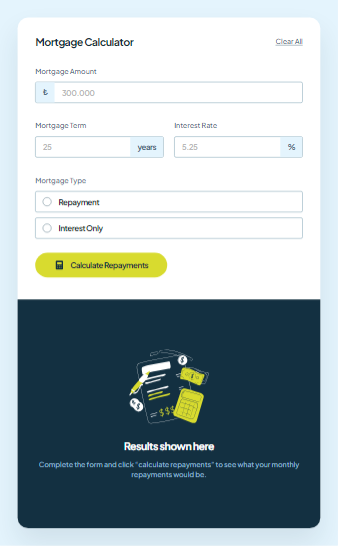 Mortgage Calculator
Clear All
Mortgage Amount
₺ 300.000
Mortgage Term
Interest Rate
25 years
5.25 %
Mortgage Type
Repayment
Interest Only
Calculate Repayments
$
$
$$$
Results shown here
Complete the form and click "calculate repayments" to see what your monthly
repayments would be.